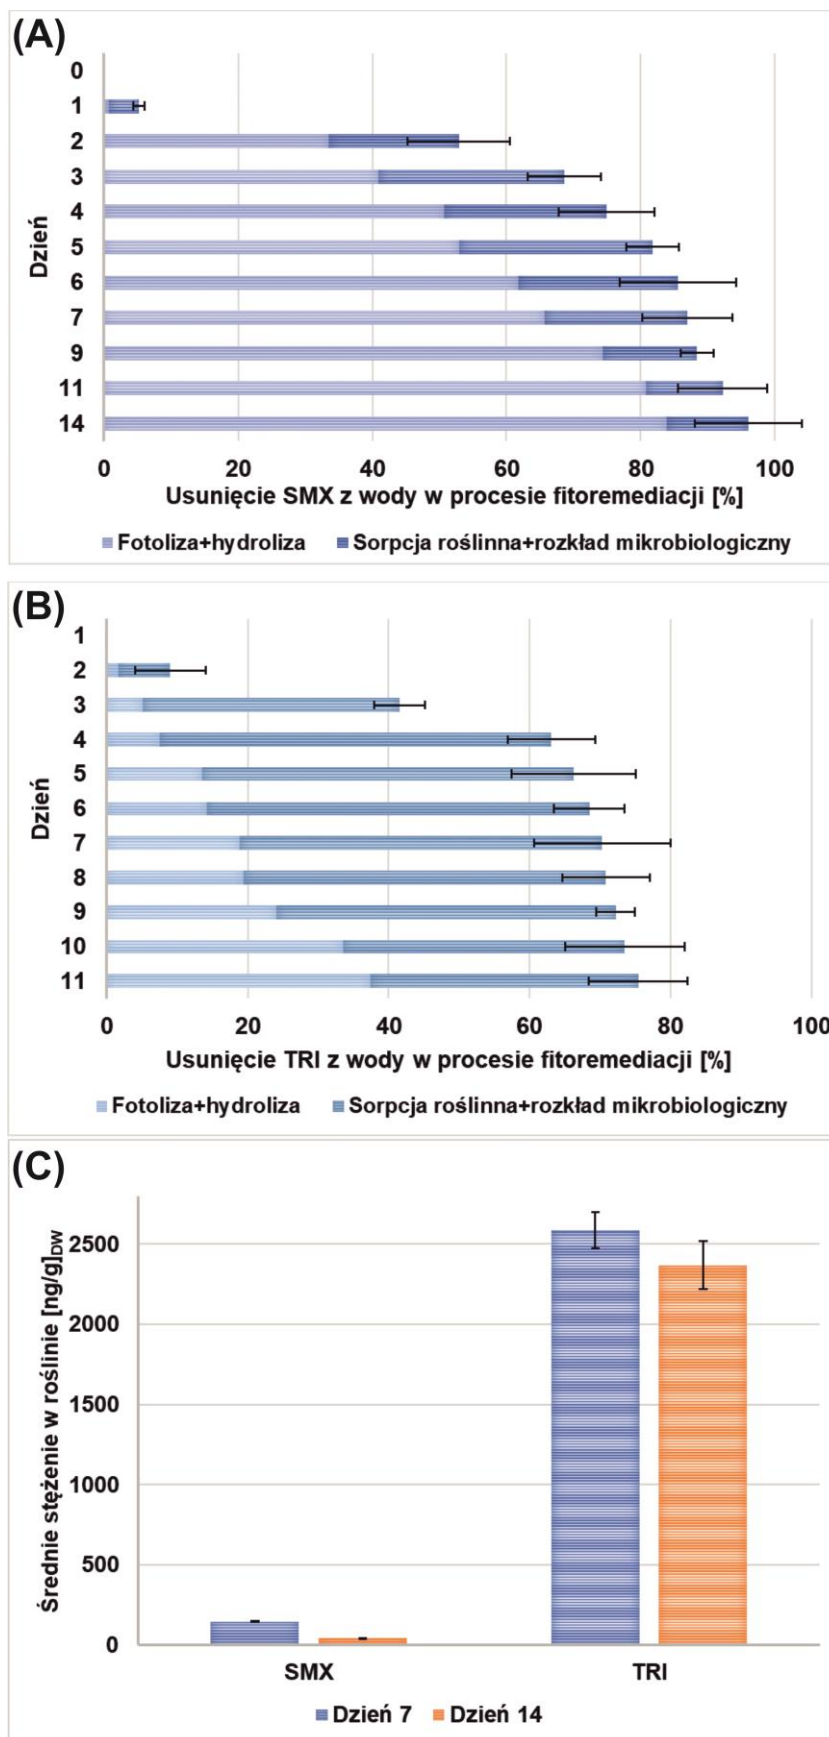 (A)
0
1
2
3
4
5
6
7
9
11
14
Dzień
0 20 40 60 80 100
Usunięcie SMX z wody w procesie fitoremediacji [%]
Fotoliza+hydroliza Sorpcja roślinna+rozkład mikrobiologiczny
(B)
1
2
3
4
5
6
7
8
9
10
11
Dzień
0 20 40 60 80 100
Usunięcie TRI z wody w procesie fitoremediacji [%]
Fotoliza+hydroliza Sorpcja roślinna+rozkład mikrobiologiczny
(C)
Średnie stężenie w roślinie [ng/g]DW
2500
2000
1500
1000
500
0
SMX TRI
Dzień 7 Dzień 14